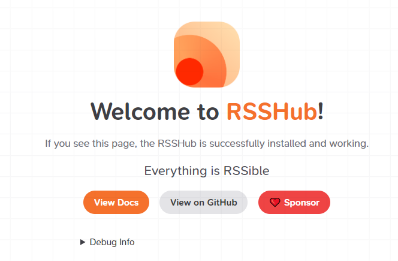 Welcome to RSSHub!
If you see this page, the RSSHub is successfully installed and working.
Everything is RSSible
View Docs View on GitHub Sponsor
Debug Info